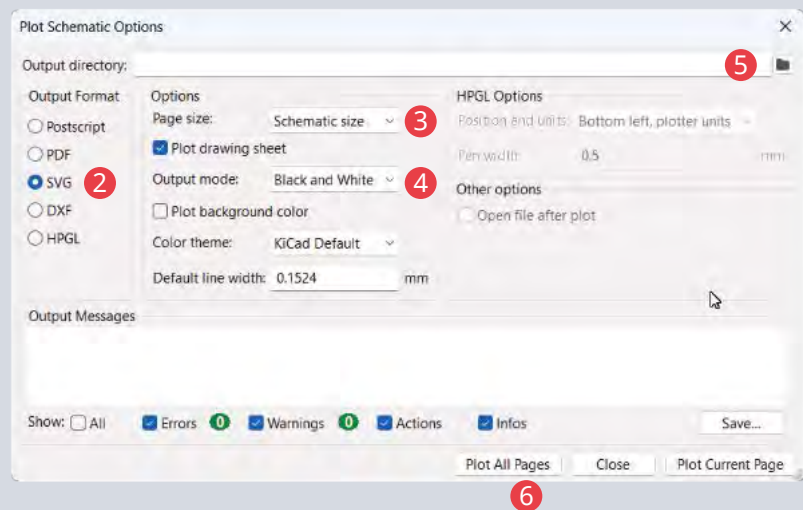 Plot Schematic Options
Output directory:
5
Output Format
Options
HPGL Options
Postscript
Page size: Schematic size
3
Position and units: Bottom left, plotter units
PDF
Plot drawing sheet
Pen width: 0.5 mm
SVG
2
Output mode: Black and White
4
Other options
DXF
Plot background color
Open file after plot
HPGL
Color theme: KiCad Default
Default line width: 0.1524 mm
Output Messages
Show: All Errors 0 Warnings 0 Actions Infos Save...
Plot All Pages Close Plot Current Page
6